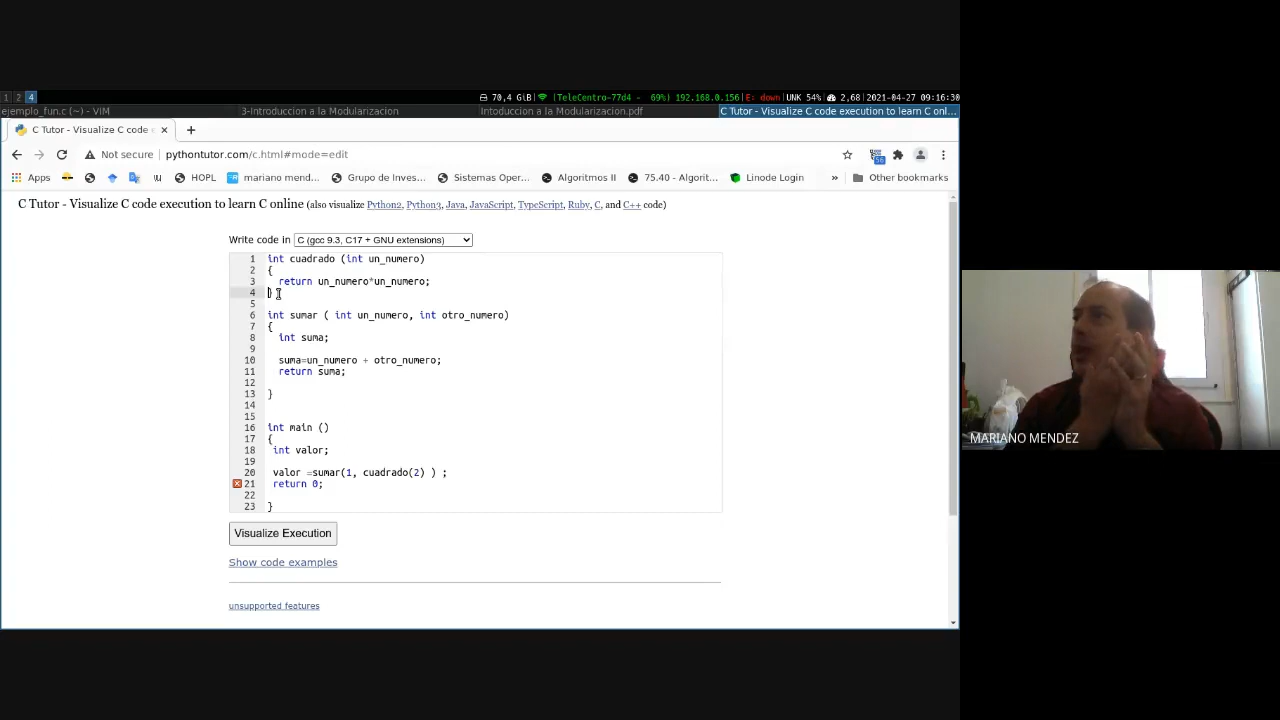 1 2 4 70,4 GiB |TeleCentro-77d4 - 69%) 192.168.0.156|E: down|UNK 54%| 2,68|2021-04-27 09:16:30
ejemplo_fun.c (~) - VIM 3-Introduccion a la Modularizacion Intoduccion a la Modularizacion.pdf C Tutor - Visualize C code execution to learn C onl...
C Tutor - Visualize C code
Not secure pythontutor.com/c.html#mode=edit
Apps HOPL mariano mend... Grupo de Inves... Sistemas Oper... Algoritmos II 75.40 - Algorit... Linode Login » Other bookmarks
C Tutor - Visualize C code execution to learn C online (also visualize Python2, Python3, Java, JavaScript, TypeScript, Ruby, C, and C++ code)
Write code in C (gcc 9.3, C17 + GNU extensions)
1 int cuadrado (int un_numero)
2 {
3 return un_numero*un_numero;
4 }
5
6 int sumar ( int un_numero, int otro_numero)
7 {
8 int suma;
9
10 suma=un_numero + otro_numero;
11 return suma;
12
13 }
14
15
16 int main ()
17 {
18 int valor;
19
20 valor =sumar(1, cuadrado(2) ) ;
21 return 0;
22
23 }
Visualize Execution
Show code examples
unsupported features
MARIANO MENDEZ